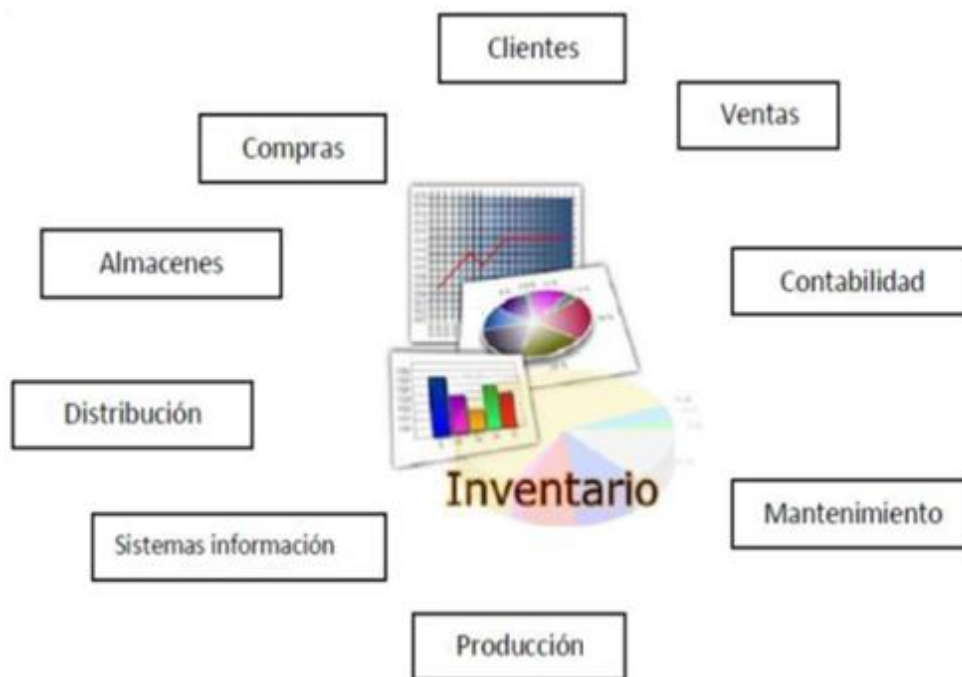 Clientes
Ventas
Compras
Almacenes
Contabilidad
Distribución
Inventario
Mantenimiento
Sistemas información
Producción